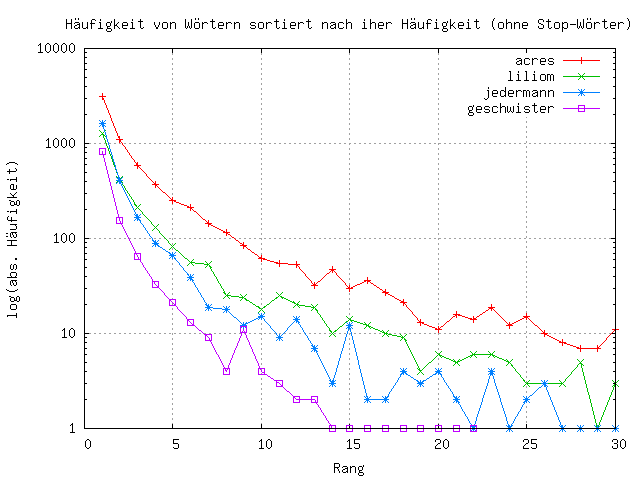 Häufigkeit von Wörtern sortiert nach iher Häufigkeit (ohne Stop-Wörter)
10000
1000
100
10
1
log(abs. Häufigkeit)
acres
liliom
jedermann
geschwister
0 5 10 15 20 25 30
Rang